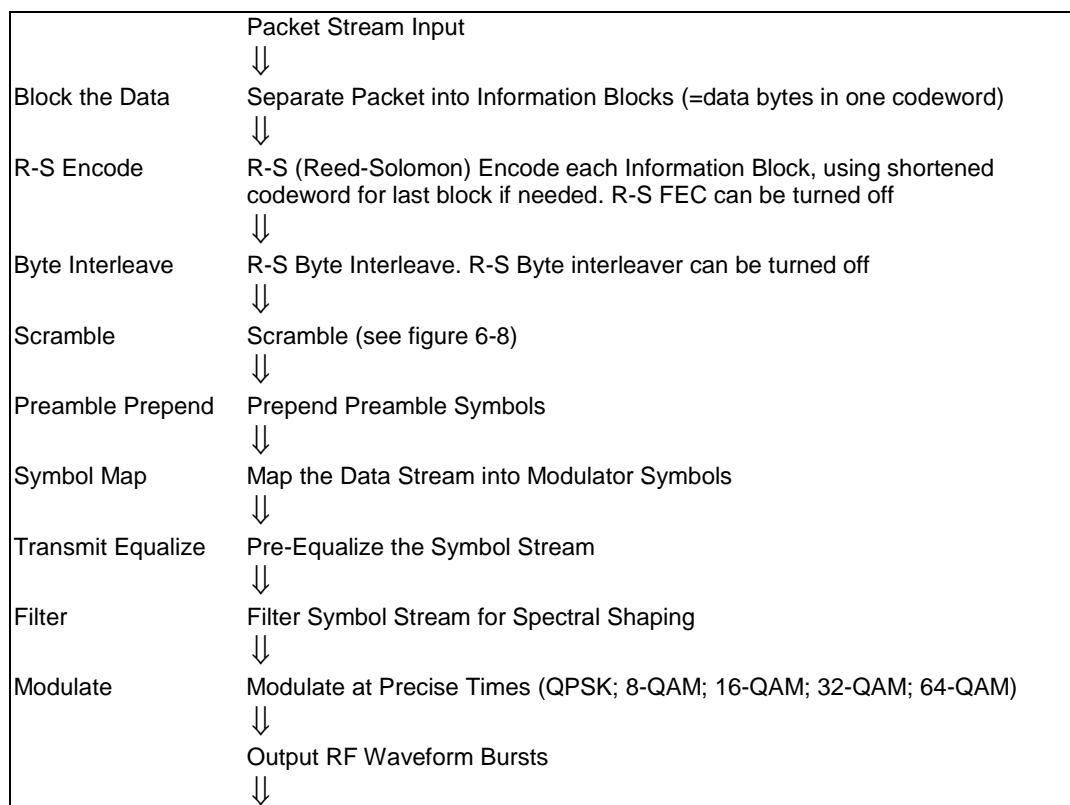 Packet Stream Input
⇓
Block the Data Separate Packet into Information Blocks (=data bytes in one codeword)
⇓
R-S Encode R-S (Reed-Solomon) Encode each Information Block, using shortened
codeword for last block if needed. R-S FEC can be turned off
⇓
Byte Interleave R-S Byte Interleave. R-S Byte interleaver can be turned off
⇓
Scramble Scramble (see figure 6-8)
⇓
Preamble Prepend Prepend Preamble Symbols
⇓
Symbol Map Map the Data Stream into Modulator Symbols
⇓
Transmit Equalize Pre-Equalize the Symbol Stream
⇓
Filter Filter Symbol Stream for Spectral Shaping
⇓
Modulate Modulate at Precise Times (QPSK; 8-QAM; 16-QAM; 32-QAM; 64-QAM)
⇓
Output RF Waveform Bursts
⇓